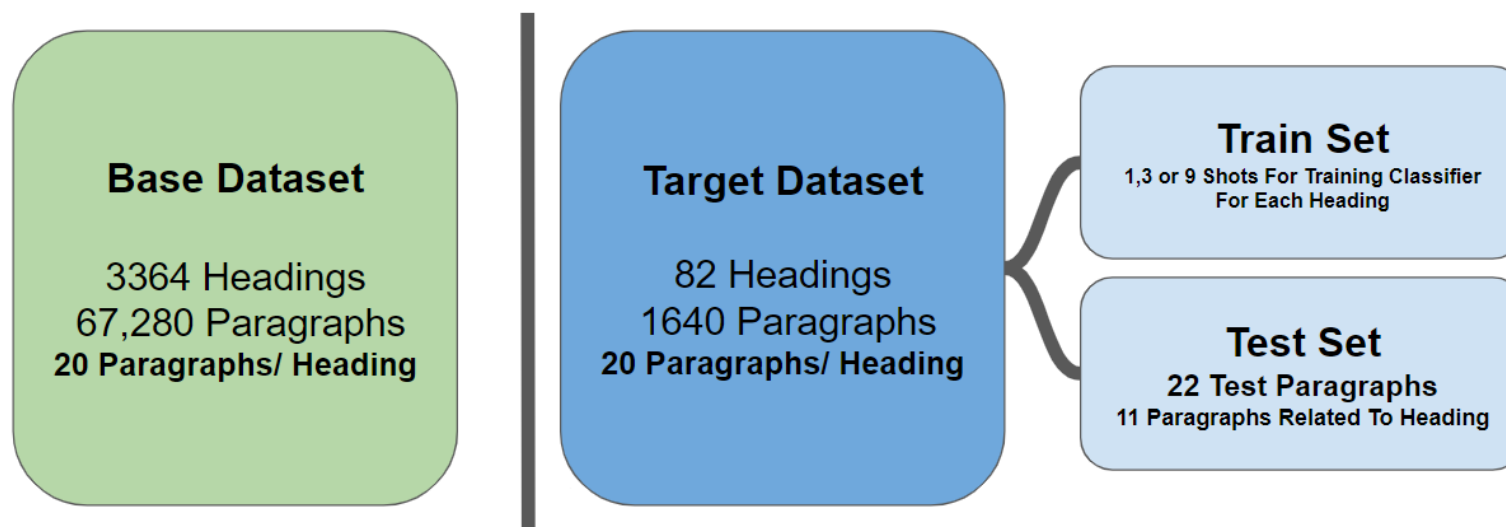 Base Dataset
3364 Headings
67,280 Paragraphs
20 Paragraphs/ Heading
Target Dataset
82 Headings
1640 Paragraphs
20 Paragraphs/ Heading
Train Set
1,3 or 9 Shots For Training Classifier
For Each Heading
Test Set
22 Test Paragraphs
11 Paragraphs Related To Heading